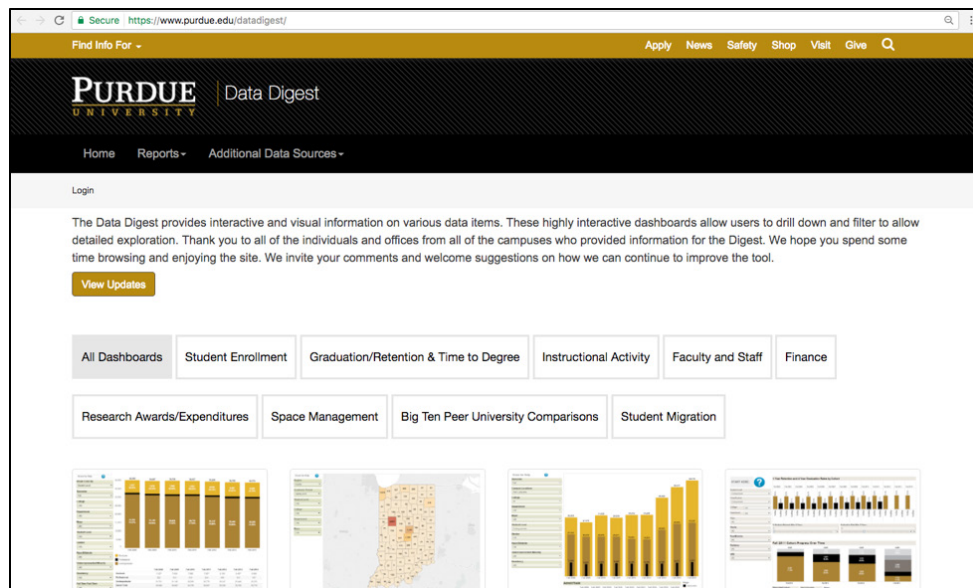 Secure https://www.purdue.edu/datadigest/
Find Info For
Apply News Safety Shop Visit Give
PURDUE
UNIVERSITY
Data Digest
Home Reports Additional Data Sources
Login
The Data Digest provides interactive and visual information on various data items. These highly interactive dashboards allow users to drill down and filter to allow
detailed exploration. Thank you to all of the individuals and offices from all of the campuses who provided information for the Digest. We hope you spend some
time browsing and enjoying the site. We invite your comments and welcome suggestions on how we can continue to improve the tool.
View Updates
All Dashboards Student Enrollment Graduation/Retention & Time to Degree Instructional Activity Faculty and Staff Finance
Research Awards/Expenditures Space Management Big Ten Peer University Comparisons Student Migration